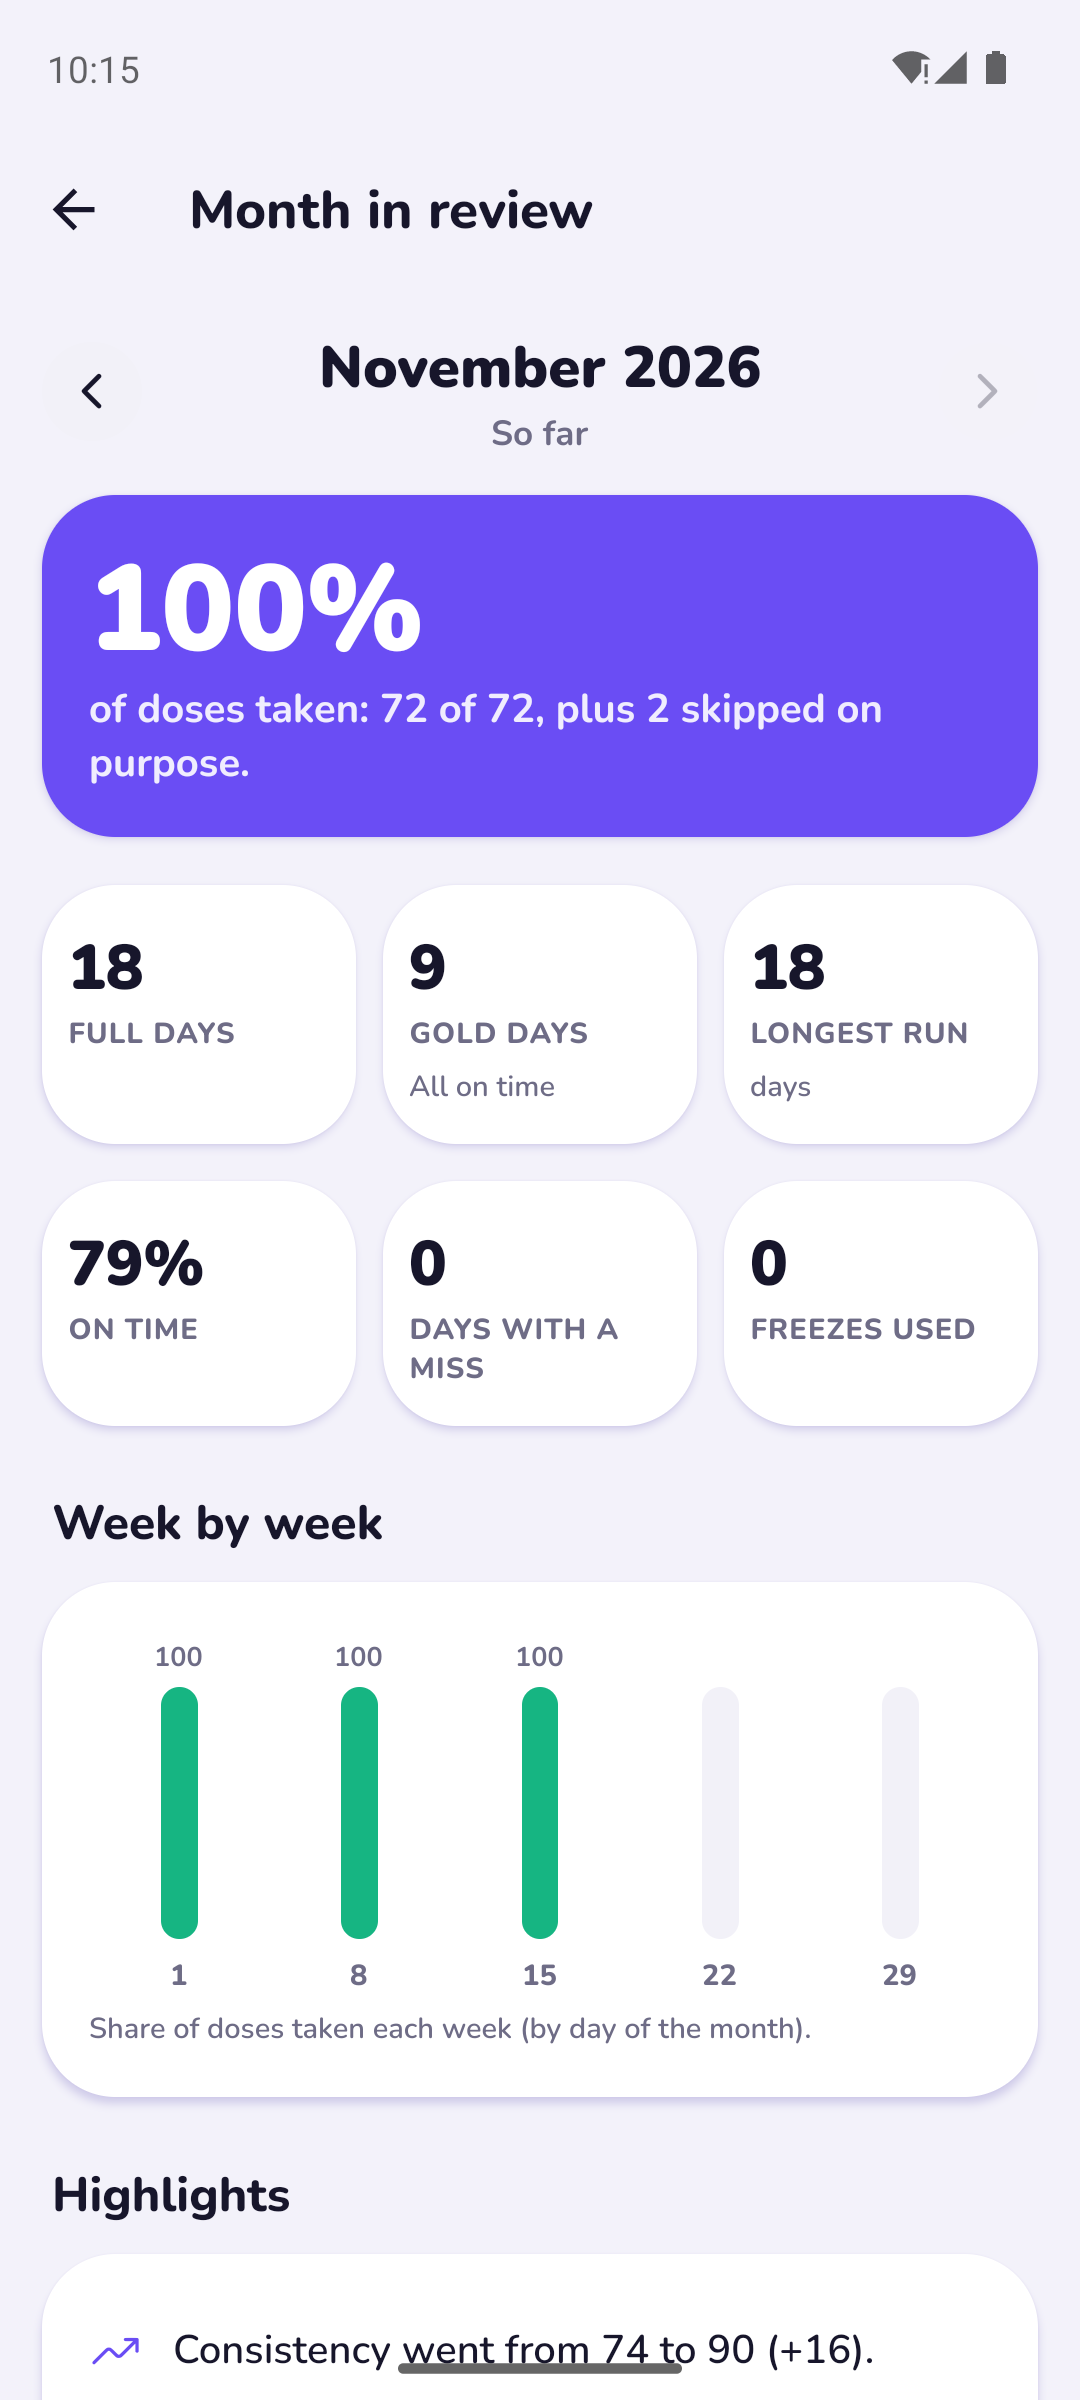 10:15
Month in review
November 2026
So far
100%
of doses taken: 72 of 72, plus 2 skipped on
purpose.
18
FULL DAYS
9
GOLD DAYS
All on time
18
LONGEST RUN
days
79%
ON TIME
0
DAYS WITH A
MISS
0
FREEZES USED
Week by week
100 100 100
1 8 15 22 29
Share of doses taken each week (by day of the month).
Highlights
Consistency went from 74 to 90 (+16).